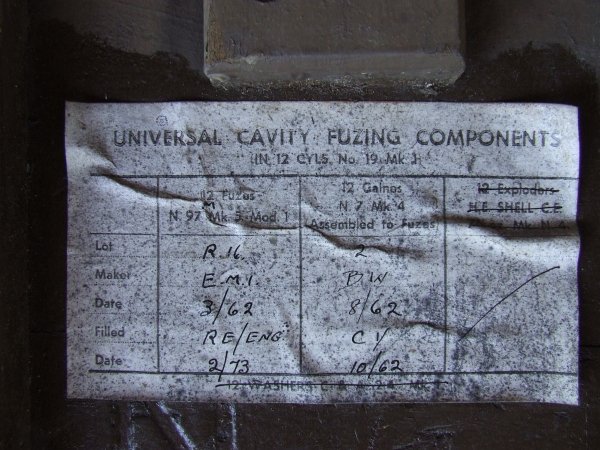 UNIVERSAL CAVITY FUZING COMPONENTS
(IN 12 CYLS. No. 19 Mk.)
12 Fuzes
N 97 M Mk 3 Mod 1
12 Gaines
N 7 Mk 4
(Assembled to Fuzes)
12 Exploders
H.E. SHELL C.E.
Lot R.16. 2
Maker E.M.I. BW
Date 3/62 8/62
Filled RE/ENG CY
Date 2/73 10/62
12 WASHERS